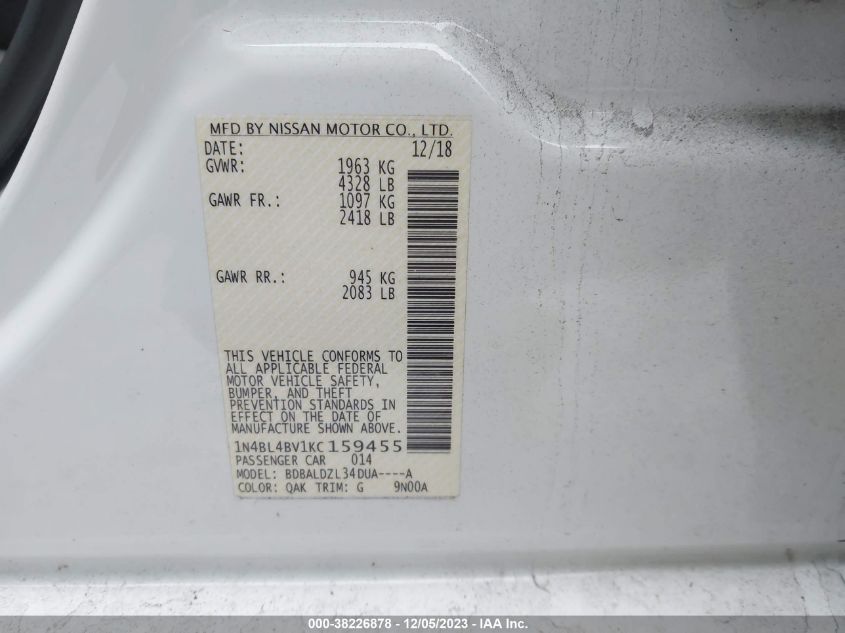 MFD BY NISSAN MOTOR CO., LTD.
DATE: 12/18
GVWR: 1963 KG
4328 LB
GAWR FR.: 1097 KG
2418 LB
GAWR RR.: 945 KG
2083 LB
THIS VEHICLE CONFORMS TO
ALL APPLICABLE FEDERAL
MOTOR VEHICLE SAFETY,
BUMPER, AND THEFT
PREVENTION STANDARDS IN
EFFECT ON THE DATE OF
MANUFACTURE SHOWN ABOVE.
1N4BL4BV1KC159455
PASSENGER CAR 014
MODEL: BDBALDZL34DUA----A
COLOR: QAK TRIM: G 9N00A
000-38226878 - 12/05/2023 - IAA Inc.